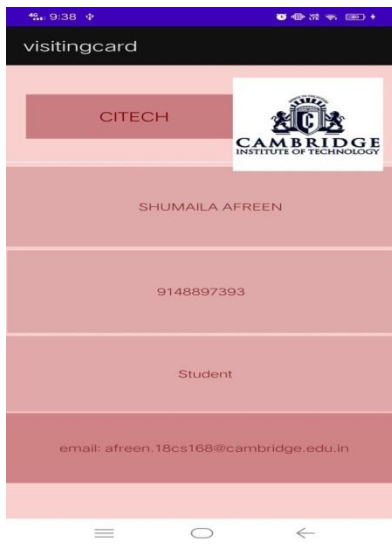 9:38
visitingcard
CITECH
CAMBRIDGE
INSTITUTE OF TECHNOLOGY
SHUMAILA AFREEN
9148897393
Student
email: afreen.18cs168@cambridge.edu.in